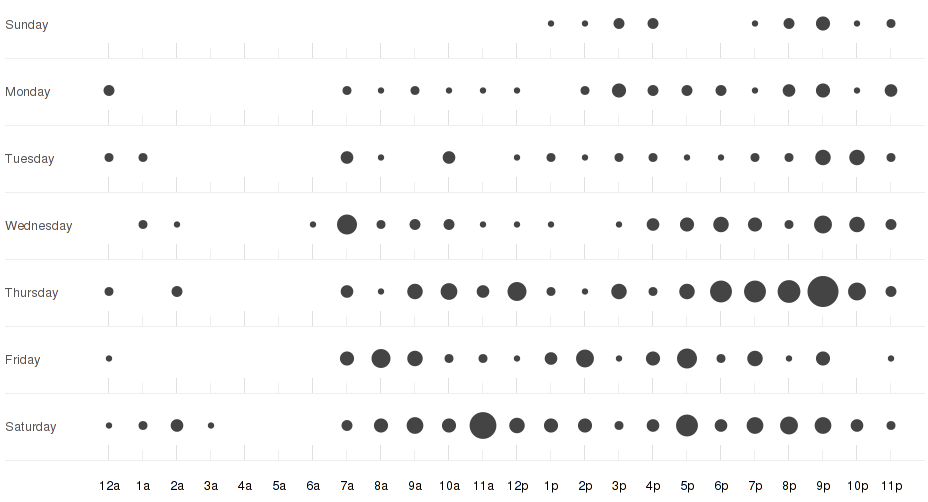 Sunday
Monday
Tuesday
Wednesday
Thursday
Friday
Saturday
12a 1a 2a 3a 4a 5a 6a 7a 8a 9a 10a 11a 12p 1p 2p 3p 4p 5p 6p 7p 8p 9p 10p 11p